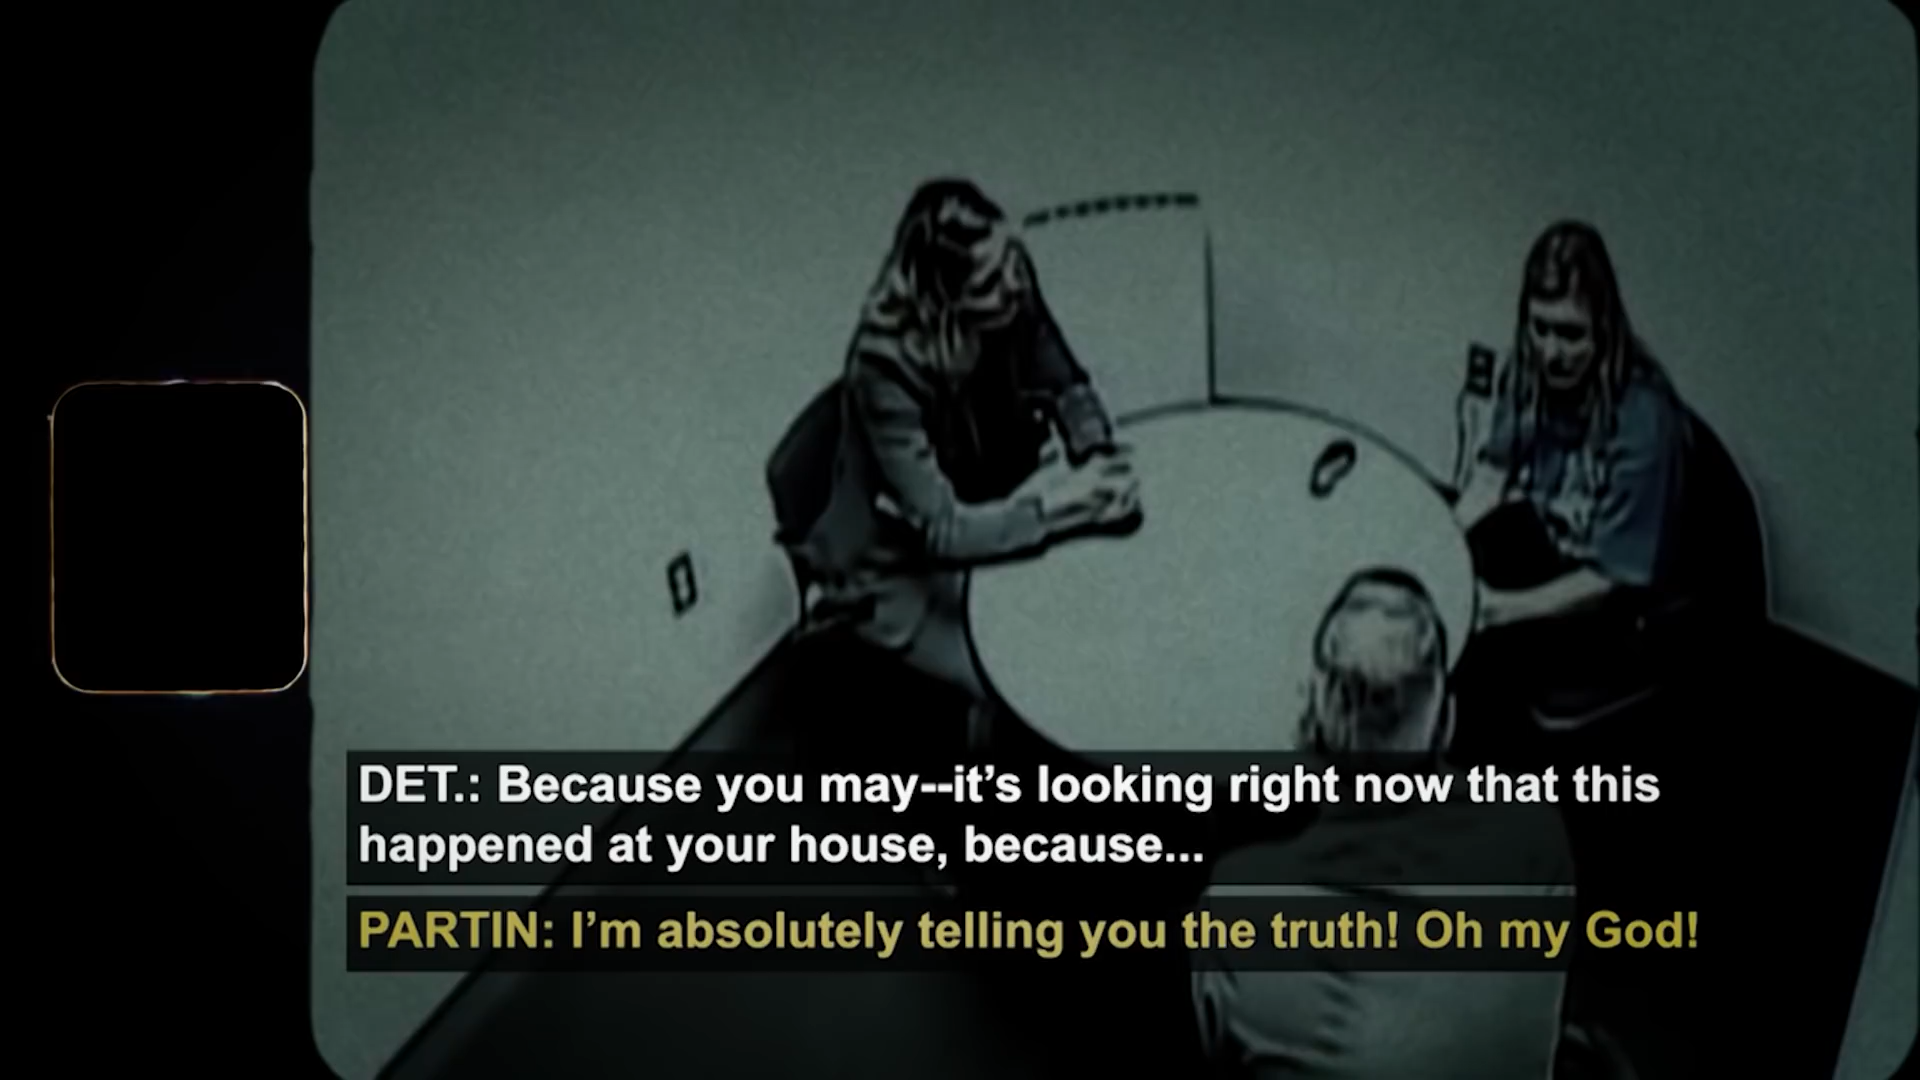 DET.: Because you may--it’s looking right now that this
happened at your house, because...
PARTIN: I’m absolutely telling you the truth! Oh my God!